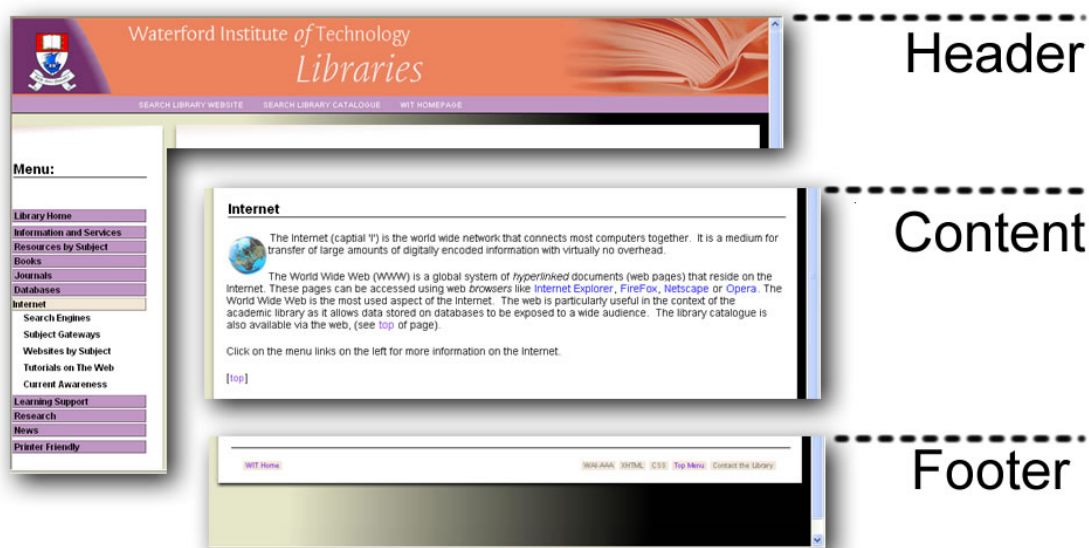 Waterford Institute of Technology
Libraries
SEARCH LIBRARY WEBSITE SEARCH LIBRARY CATALOGUE WIT HOMEPAGE
Header
Menu:
Library Home
Information and Services
Resources by Subject
Books
Journals
Databases
Internet
Search Engines
Subject Gateways
Websites by Subject
Tutorials on The Web
Current Awareness
Learning Support
Research
News
Printer Friendly
Internet
The Internet (captial 'I') is the world wide network that connects most computers together. It is a medium for
transfer of large amounts of digitally encoded information with virtually no overhead.
The World Wide Web (WWW) is a global system of hyperlinked documents (web pages) that reside on the
Internet. These pages can be accessed using web browsers like Internet Explorer, FireFox, Netscape or Opera. The
World Wide Web is the most used aspect of the Internet. The web is particularly useful in the context of the
academic library as it allows data stored on databases to be exposed to a wide audience. The library catalogue is
also available via the web, (see top of page).
Click on the menu links on the left for more information on the Internet.
[top]
Content
WIT Home
WAI-AAA XHTML CSS Top Menu Contact the Library
Footer